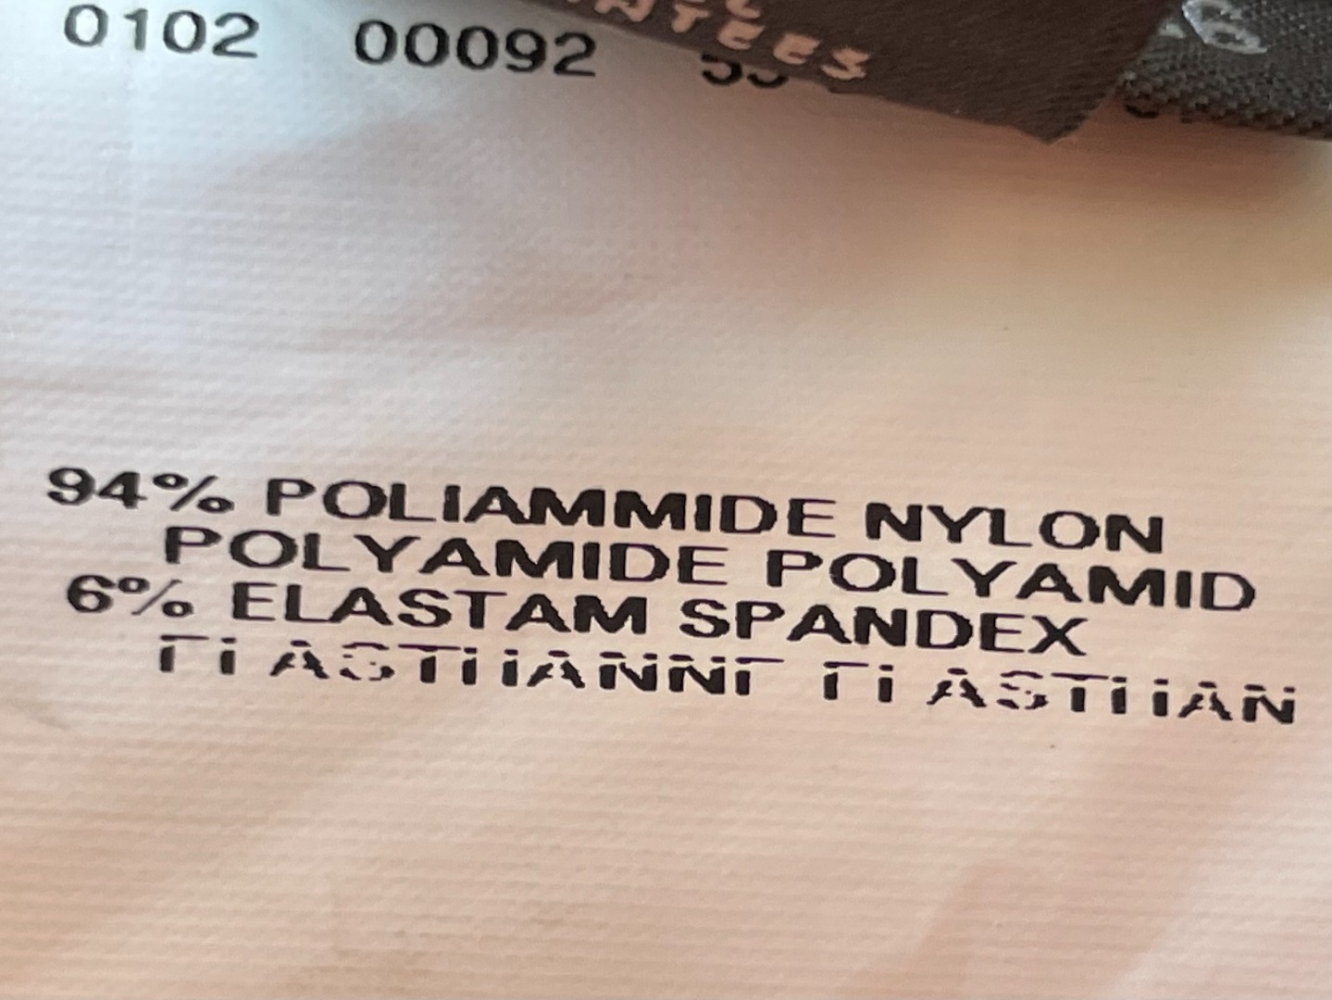 0102 00092
94% POLIAMMIDE NYLON
POLYAMIDE POLYAMID
6% ELASTAM SPANDEX